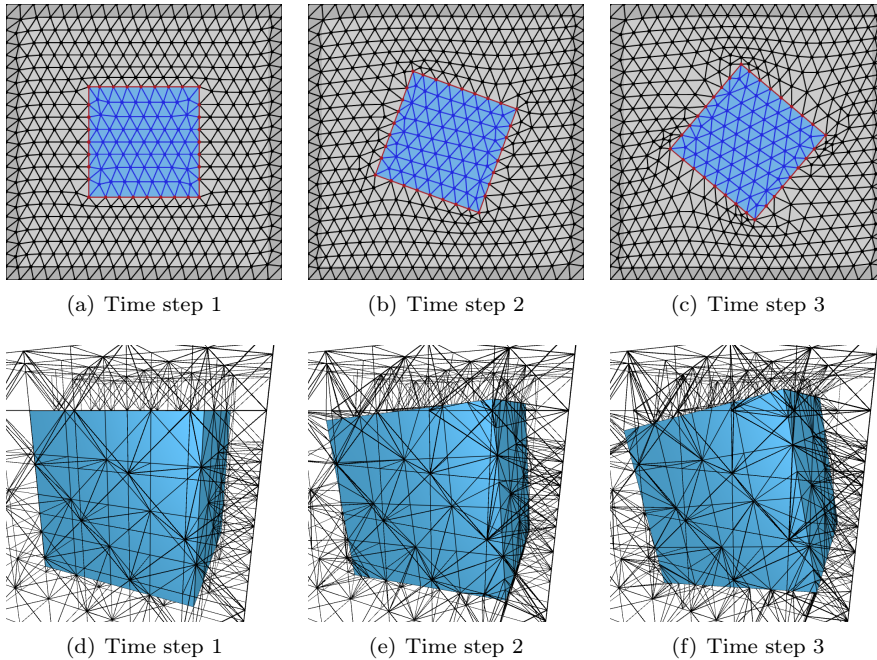 (a) Time step 1
(b) Time step 2
(c) Time step 3
(d) Time step 1
(e) Time step 2
(f) Time step 3